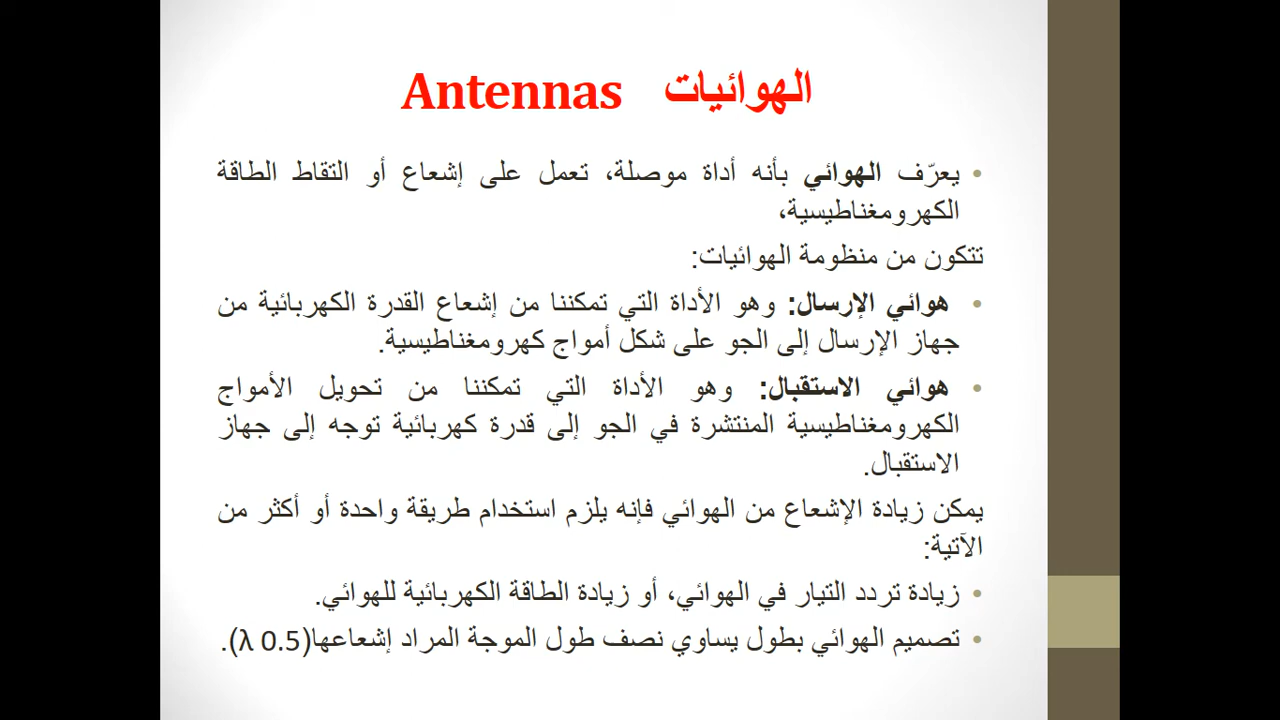 الهوائيات Antennas
يعرّف الهوائي بأنه أداة موصلة، تعمل على إشعاع أو التقاط الطاقة
الكهرومغناطيسية،
تتكون من منظومة الهوائيات:
هوائي الإرسال: وهو الأداة التي تمكننا من إشعاع القدرة الكهربائية من
جهاز الإرسال إلى الجو على شكل أمواج كهرومغناطيسية.
هوائي الاستقبال: وهو الأداة التي تمكننا من تحويل الأمواج
الكهرومغناطيسية المنتشرة في الجو إلى قدرة كهربائية توجه إلى جهاز
الاستقبال.
يمكن زيادة الإشعاع من الهوائي فإنه يلزم استخدام طريقة واحدة أو أكثر من
الآتية:
زيادة تردد التيار في الهوائي، أو زيادة الطاقة الكهربائية للهوائي.
تصميم الهوائي بطول يساوي نصف طول الموجة المراد إشعاعها(0.5 λ).